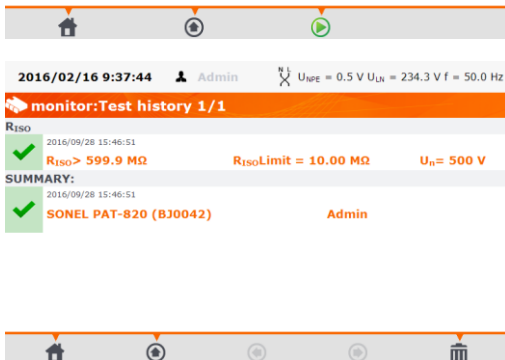 2016/02/16 9:37:44 Admin N L UNPE = 0.5 V ULN = 234.3 V f = 50.0 Hz
monitor:Test history 1/1
RISO
2016/09/28 15:46:51
RISO> 599.9 MΩ RISOLimit = 10.00 MΩ Un= 500 V
SUMMARY:
2016/09/28 15:46:51
SONEL PAT-820 (BJ0042) Admin